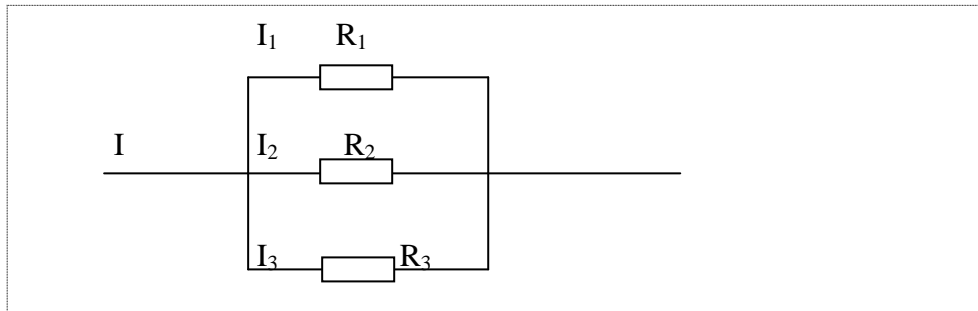 I₁ R₁
I I₂ R₂
I₃ R₃